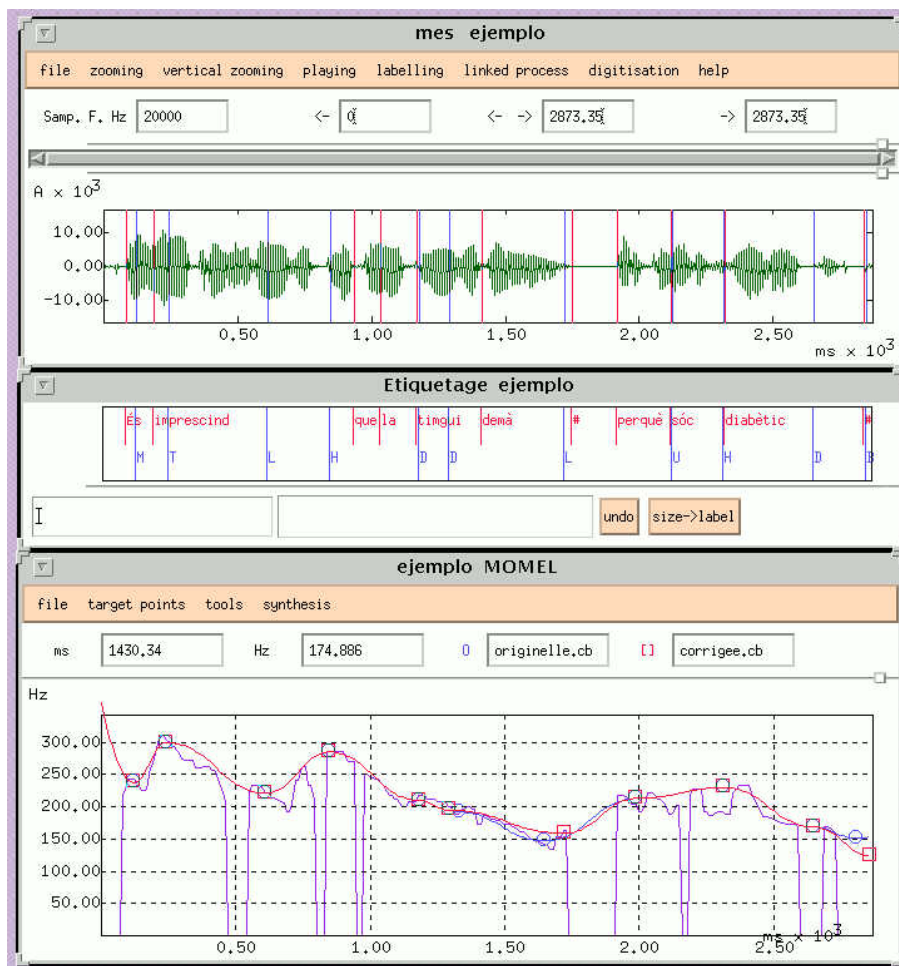 mes ejemplo
file zooming vertical zooming playing labelling linked process digitisation help
Samp. F. Hz 20000 <- 0 <- -> 2873.35 -> 2873.35
A × 10³
10.00
0.00
-10.00
0.50 1.00 1.50 2.00 2.50
ms × 10³
Etiquetage ejemplo
És imprescind que la timgui demà # perquè sóc diabètic #
M T L H D D L U H D B
undo size->label
ejemplo MOMEL
file target points tools synthesis
ms 1430.34 Hz 174.886 O originelle.cb [] corrigee.cb
Hz
300.00
250.00
200.00
150.00
100.00
50.00
ms × 10³
0.50 1.00 1.50 2.00 2.50